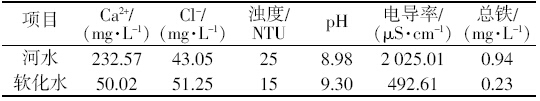 项目 Ca²⁺/(mg·L⁻¹) Cl⁻/(mg·L⁻¹) 浊度/NTU pH 电导率/(μS·cm⁻¹) 总铁/(mg·L⁻¹)
河水 232.57 43.05 25 8.98 2 025.01 0.94
软化水 50.02 51.25 15 9.30 492.61 0.23